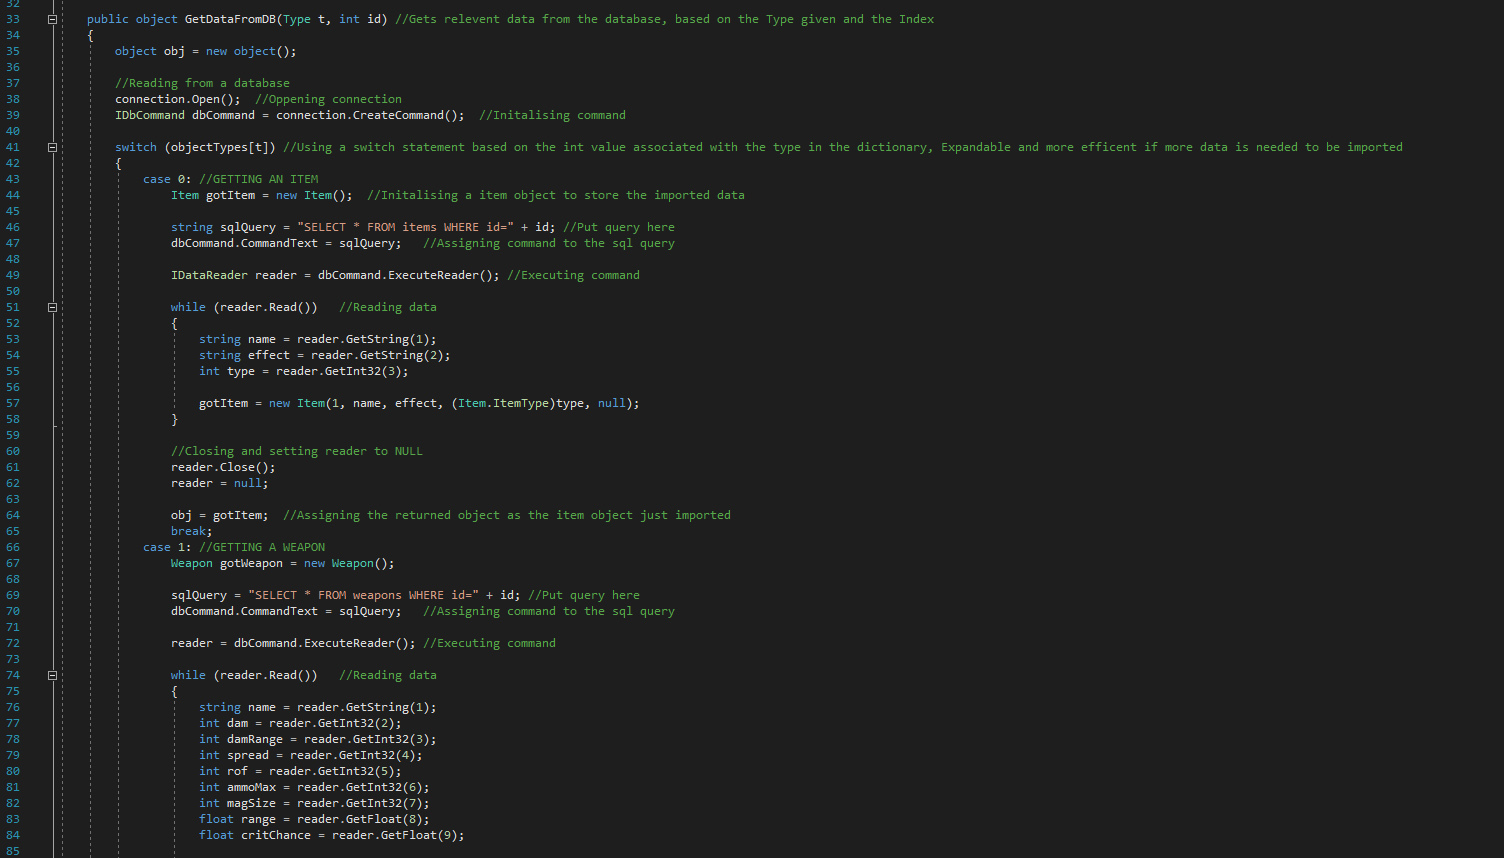 32
33 public object GetDataFromDB(Type t, int id) //Gets relevent data from the database, based on the Type given and the Index
34 {
35 object obj = new object();
36
37 //Reading from a database
38 connection.Open();  //Oppening connection
39 IDbCommand dbCommand = connection.CreateCommand();  //Initalising command
40
41 switch (objectTypes[t]) //Using a switch statement based on the int value associated with the type in the dictionary, Expandable and more efficent if more data is needed to be imported
42 {
43 case 0: //GETTING AN ITEM
44 Item gotItem = new Item();  //Initalising a item object to store the imported data
45
46 string sqlQuery = "SELECT * FROM items WHERE id=" + id; //Put query here
47 dbCommand.CommandText = sqlQuery;   //Assigning command to the sql query
48
49 IDataReader reader = dbCommand.ExecuteReader(); //Executing command
50
51 while (reader.Read())   //Reading data
52 {
53 string name = reader.GetString(1);
54 string effect = reader.GetString(2);
55 int type = reader.GetInt32(3);
56
57 gotItem = new Item(1, name, effect, (Item.ItemType)type, null);
58 }
59
60 //Closing and setting reader to NULL
61 reader.Close();
62 reader = null;
63
64 obj = gotItem;  //Assigning the returned object as the item object just imported
65 break;
66 case 1: //GETTING A WEAPON
67 Weapon gotWeapon = new Weapon();
68
69 sqlQuery = "SELECT * FROM weapons WHERE id=" + id; //Put query here
70 dbCommand.CommandText = sqlQuery;   //Assigning command to the sql query
71
72 reader = dbCommand.ExecuteReader(); //Executing command
73
74 while (reader.Read())   //Reading data
75 {
76 string name = reader.GetString(1);
77 int dam = reader.GetInt32(2);
78 int damRange = reader.GetInt32(3);
79 int spread = reader.GetInt32(4);
80 int rof = reader.GetInt32(5);
81 int ammoMax = reader.GetInt32(6);
82 int magSize = reader.GetInt32(7);
83 float range = reader.GetFloat(8);
84 float critChance = reader.GetFloat(9);
85